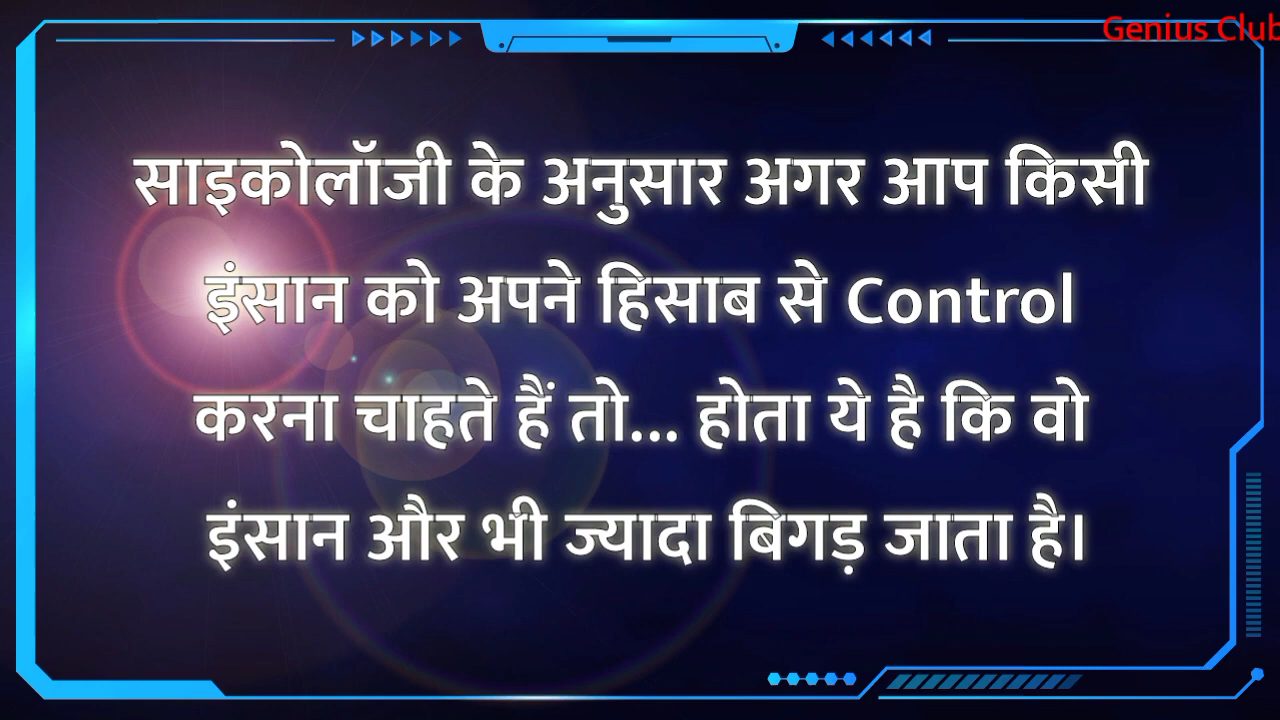 Genius Club
साइकोलॉजी के अनुसार अगर आप किसी
इंसान को अपने हिसाब से Control
करना चाहते हैं तो... होता ये है कि वो
इंसान और भी ज्यादा बिगड़ जाता है।